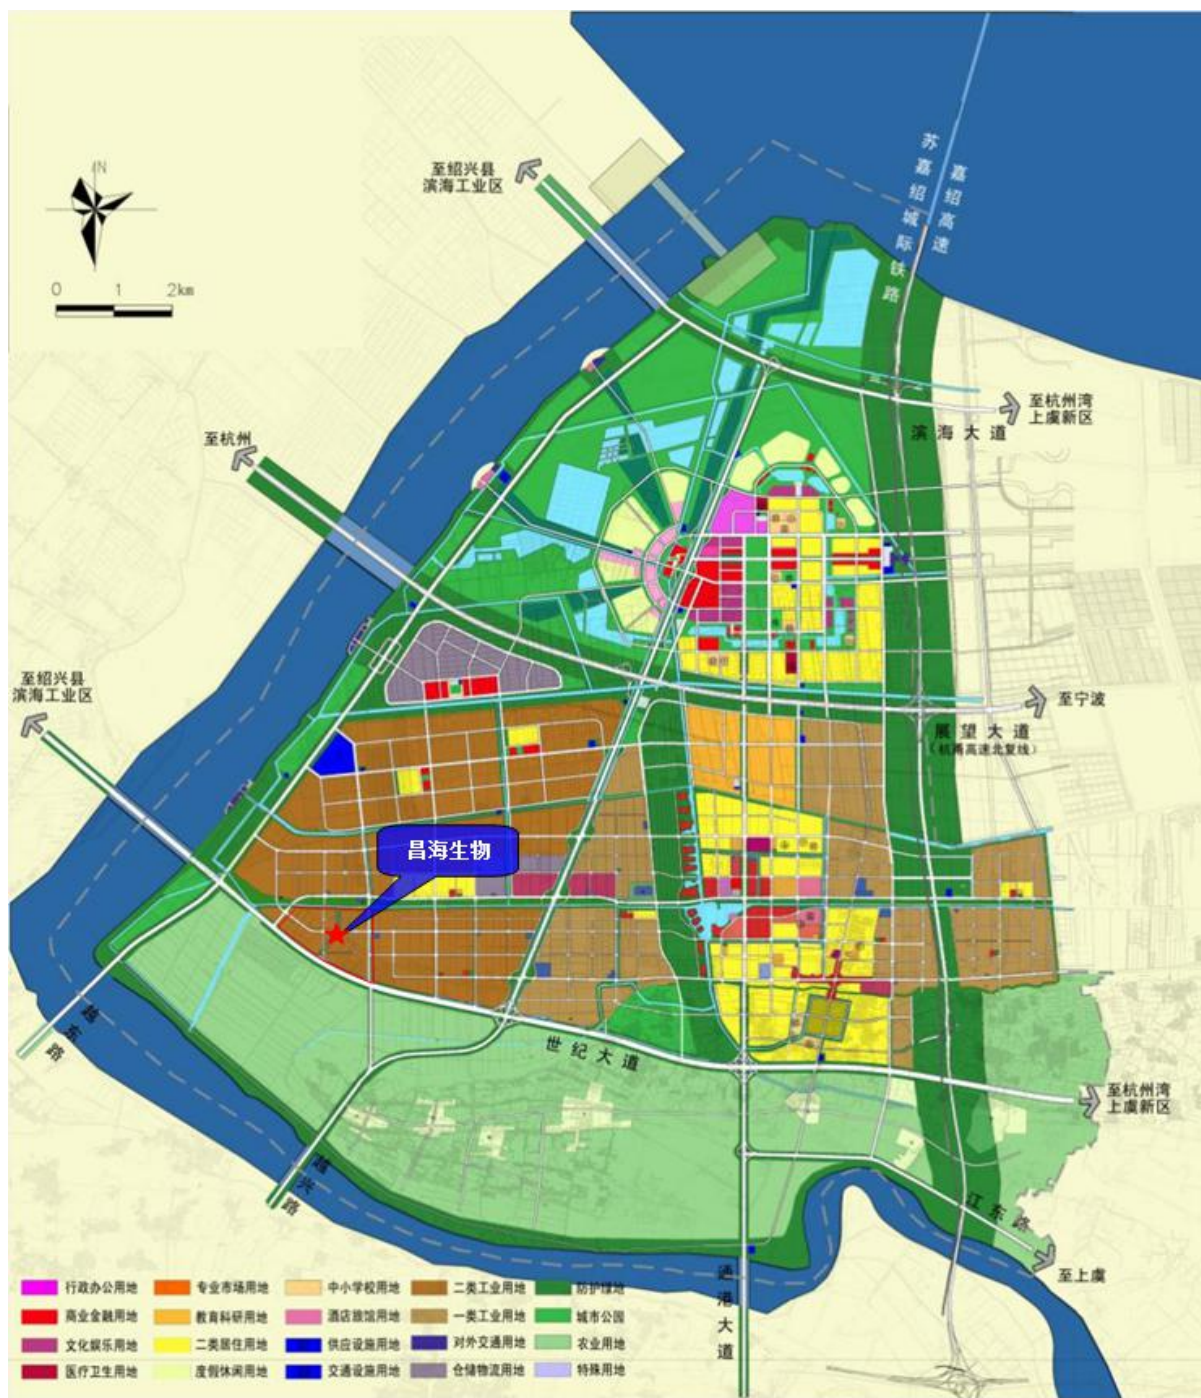 N
0 1 2km
至绍兴县
滨海工业区
苏嘉绍城际铁路
嘉绍高速
至杭州湾
上虞新区
滨海大道
至杭州
至绍兴县
滨海工业区
至宁波
展望大道
(杭甬高速北复线)
昌海生物
越东路
世纪大道
至杭州湾
上虞新区
越兴路
江东路
至上虞
通港大道
行政办公用地 专业市场用地 中小学校用地 二类工业用地 防护绿地
商业金融用地 教育科研用地 酒店旅馆用地 一类工业用地 城市公园
文化娱乐用地 二类居住用地 供应设施用地 对外交通用地 农业用地
医疗卫生用地 度假休闲用地 交通设施用地 仓储物流用地 特殊用地